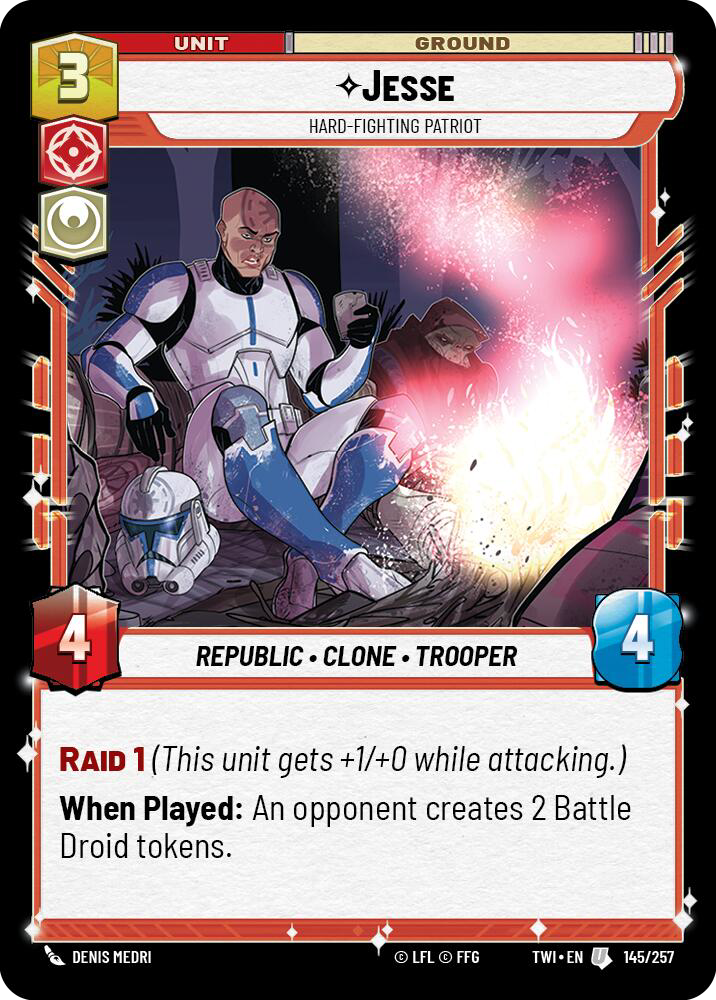 UNIT
GROUND
3
✧JESSE
HARD-FIGHTING PATRIOT
4
REPUBLIC • CLONE • TROOPER
4
RAID 1 (This unit gets +1/+0 while attacking.)
When Played: An opponent creates 2 Battle
Droid tokens.
DENIS MEDRI
© LFL © FFG
TWI • EN
U
145/257